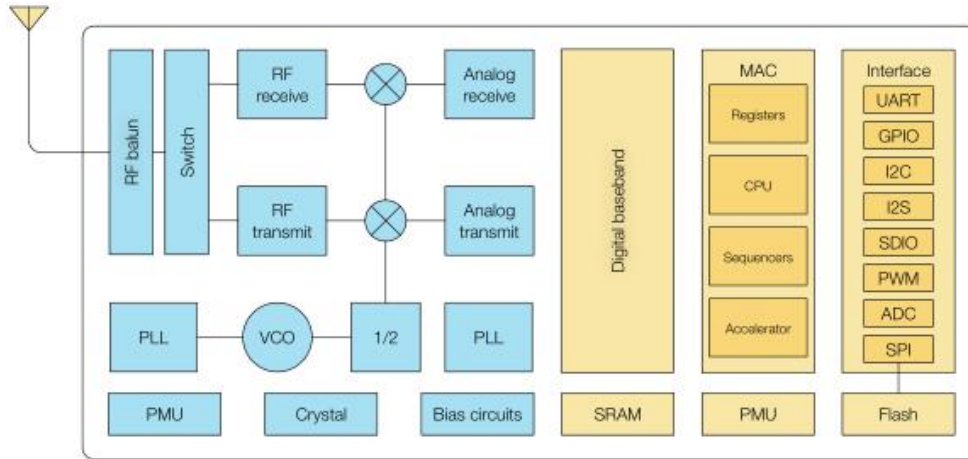 RF balun
Switch
RF
receive
Analog
receive
RF
transmit
Analog
transmit
PLL
VCO
1/2
PLL
PMU
Crystal
Bias circuits
Digital baseband
SRAM
MAC
Registers
CPU
Sequencers
Accelerator
PMU
Interface
UART
GPIO
I2C
I2S
SDIO
PWM
ADC
SPI
Flash